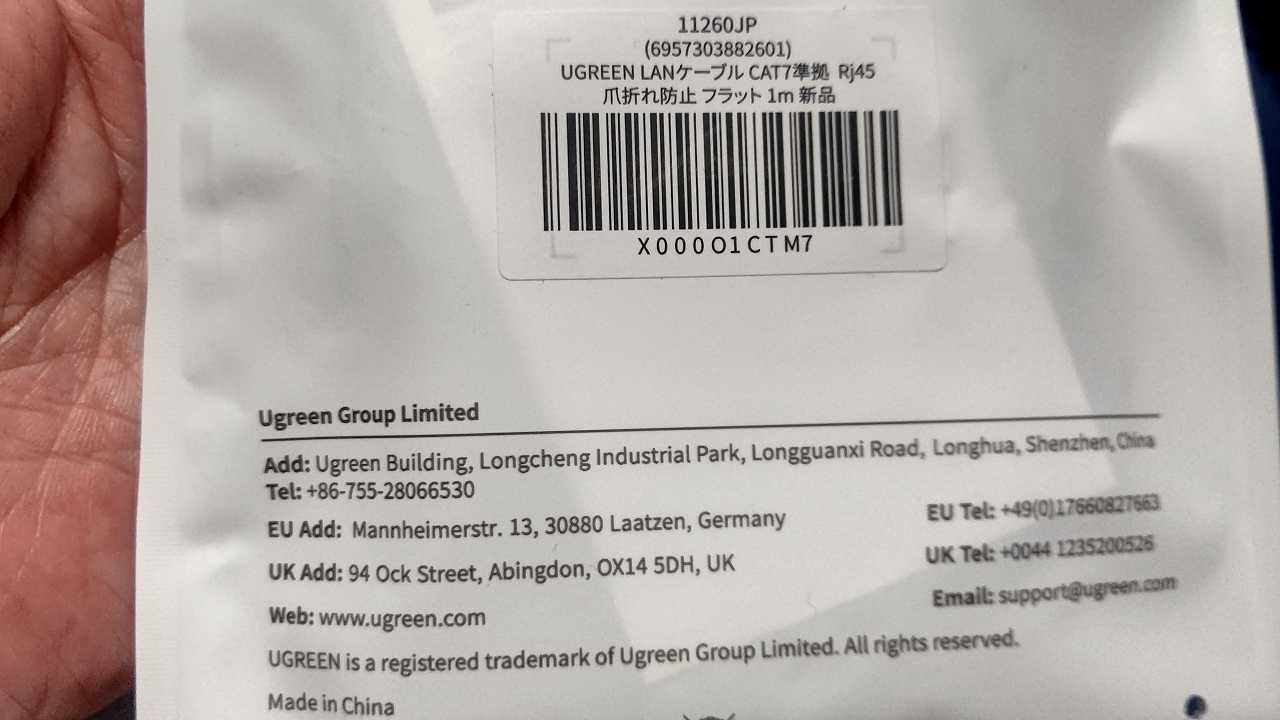 11260JP
(6957303882601)
UGREEN LANケーブル CAT7準拠 Rj45
爪折れ防止 フラット 1m 新品
X000O1CTM7
Ugreen Group Limited
Add: Ugreen Building, Longcheng Industrial Park, Longguanxi Road, Longhua, Shenzhen, China
Tel: +86-755-28066530
EU Add: Mannheimerstr. 13, 30880 Laatzen, Germany
EU Tel: +49(0)17660827663
UK Add: 94 Ock Street, Abingdon, OX14 5DH, UK
UK Tel: +0044 1235200526
Web: www.ugreen.com
Email: support@ugreen.com
UGREEN is a registered trademark of Ugreen Group Limited. All rights reserved.
Made in China